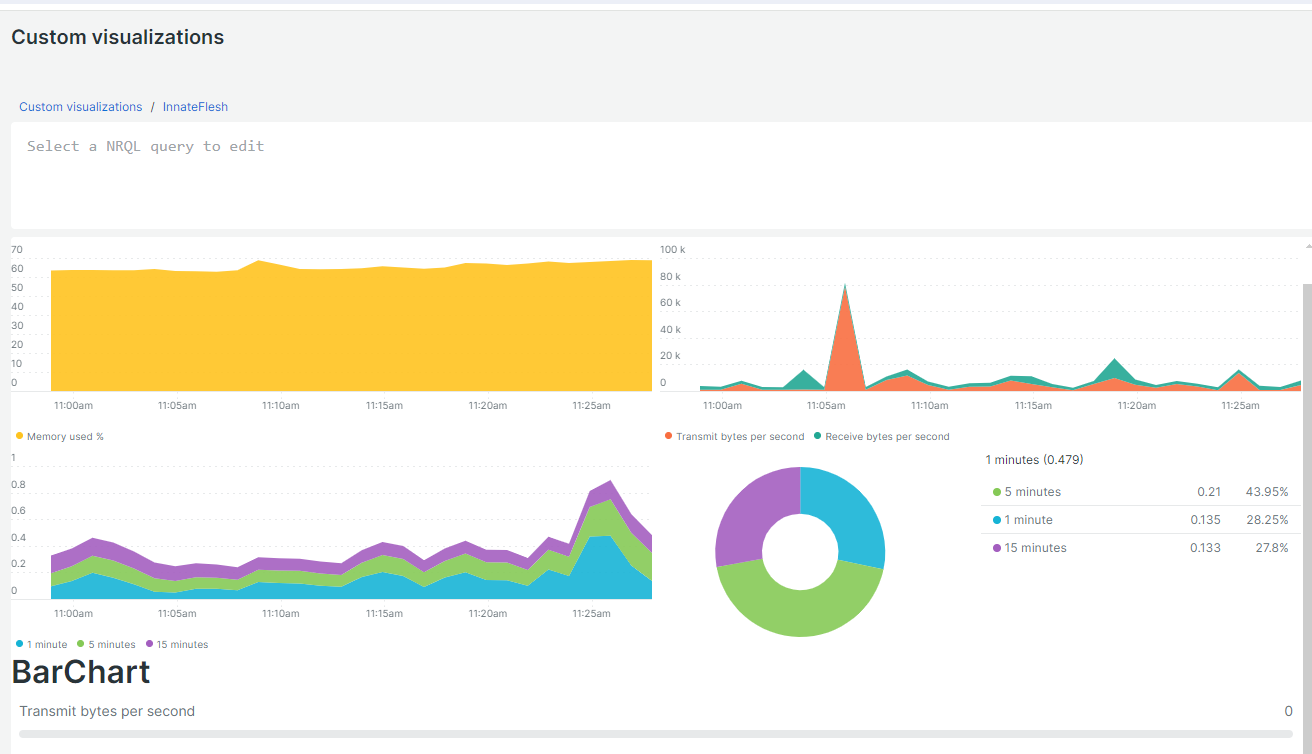 Custom visualizations
Custom visualizations / InnateFlesh
Select a NRQL query to edit
70
60
50
40
30
20
10
0
11:00am 11:05am 11:10am 11:15am 11:20am 11:25am
Memory used %
100 k
80 k
60 k
40 k
20 k
0
11:00am 11:05am 11:10am 11:15am 11:20am 11:25am
Transmit bytes per second Receive bytes per second
1
0.8
0.6
0.4
0.2
0
11:00am 11:05am 11:10am 11:15am 11:20am 11:25am
1 minute 5 minutes 15 minutes
1 minutes (0.479)
5 minutes 0.21 43.95%
1 minute 0.135 28.25%
15 minutes 0.133 27.8%
BarChart
Transmit bytes per second 0